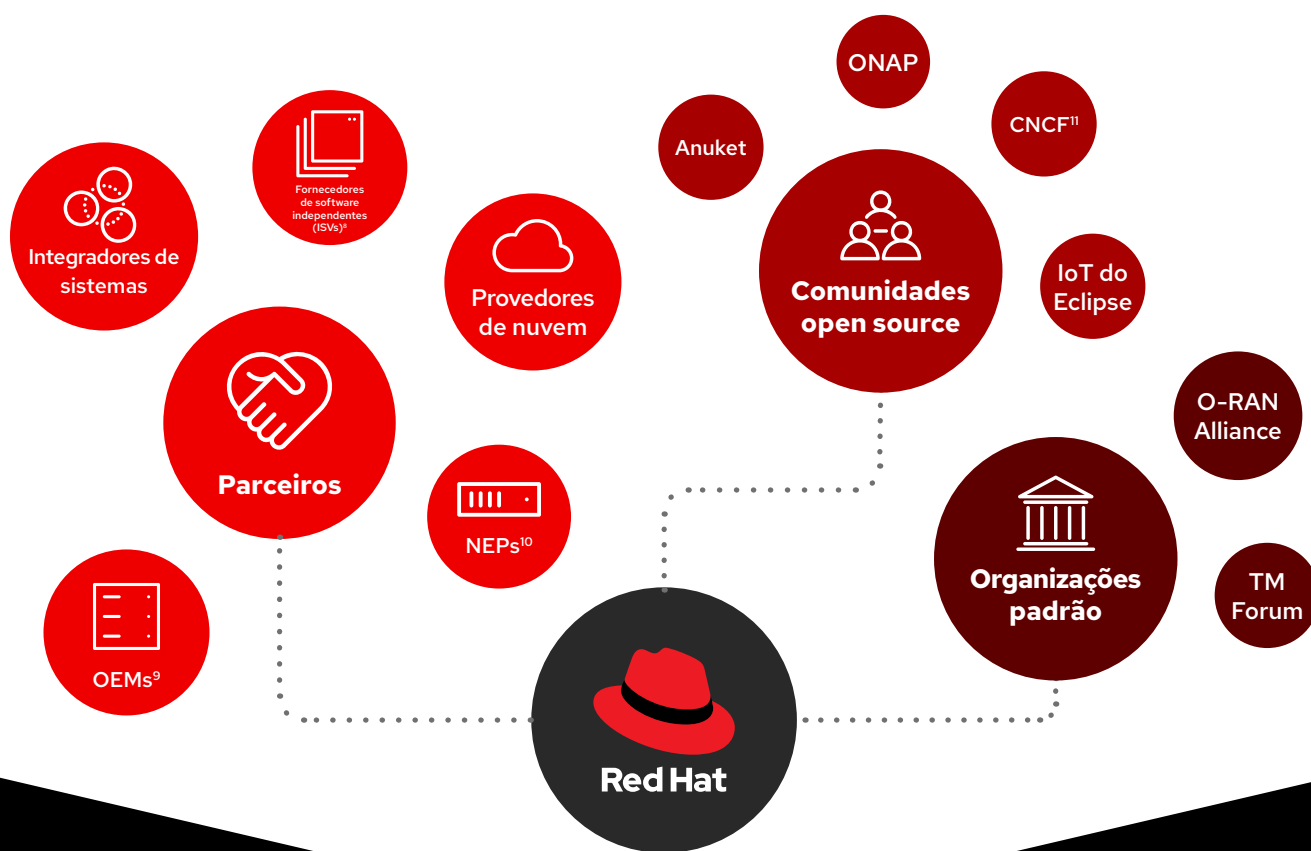 ONAP
CNCF¹¹
Anuket
Fornecedores
de software
independentes
(ISVs)⁸
Integradores de
sistemas
Provedores
de nuvem
Comunidades
open source
IoT do
Eclipse
O-RAN
Alliance
Parceiros
NEPs¹⁰
Organizações
padrão
TM
Forum
OEMs⁹
Red Hat